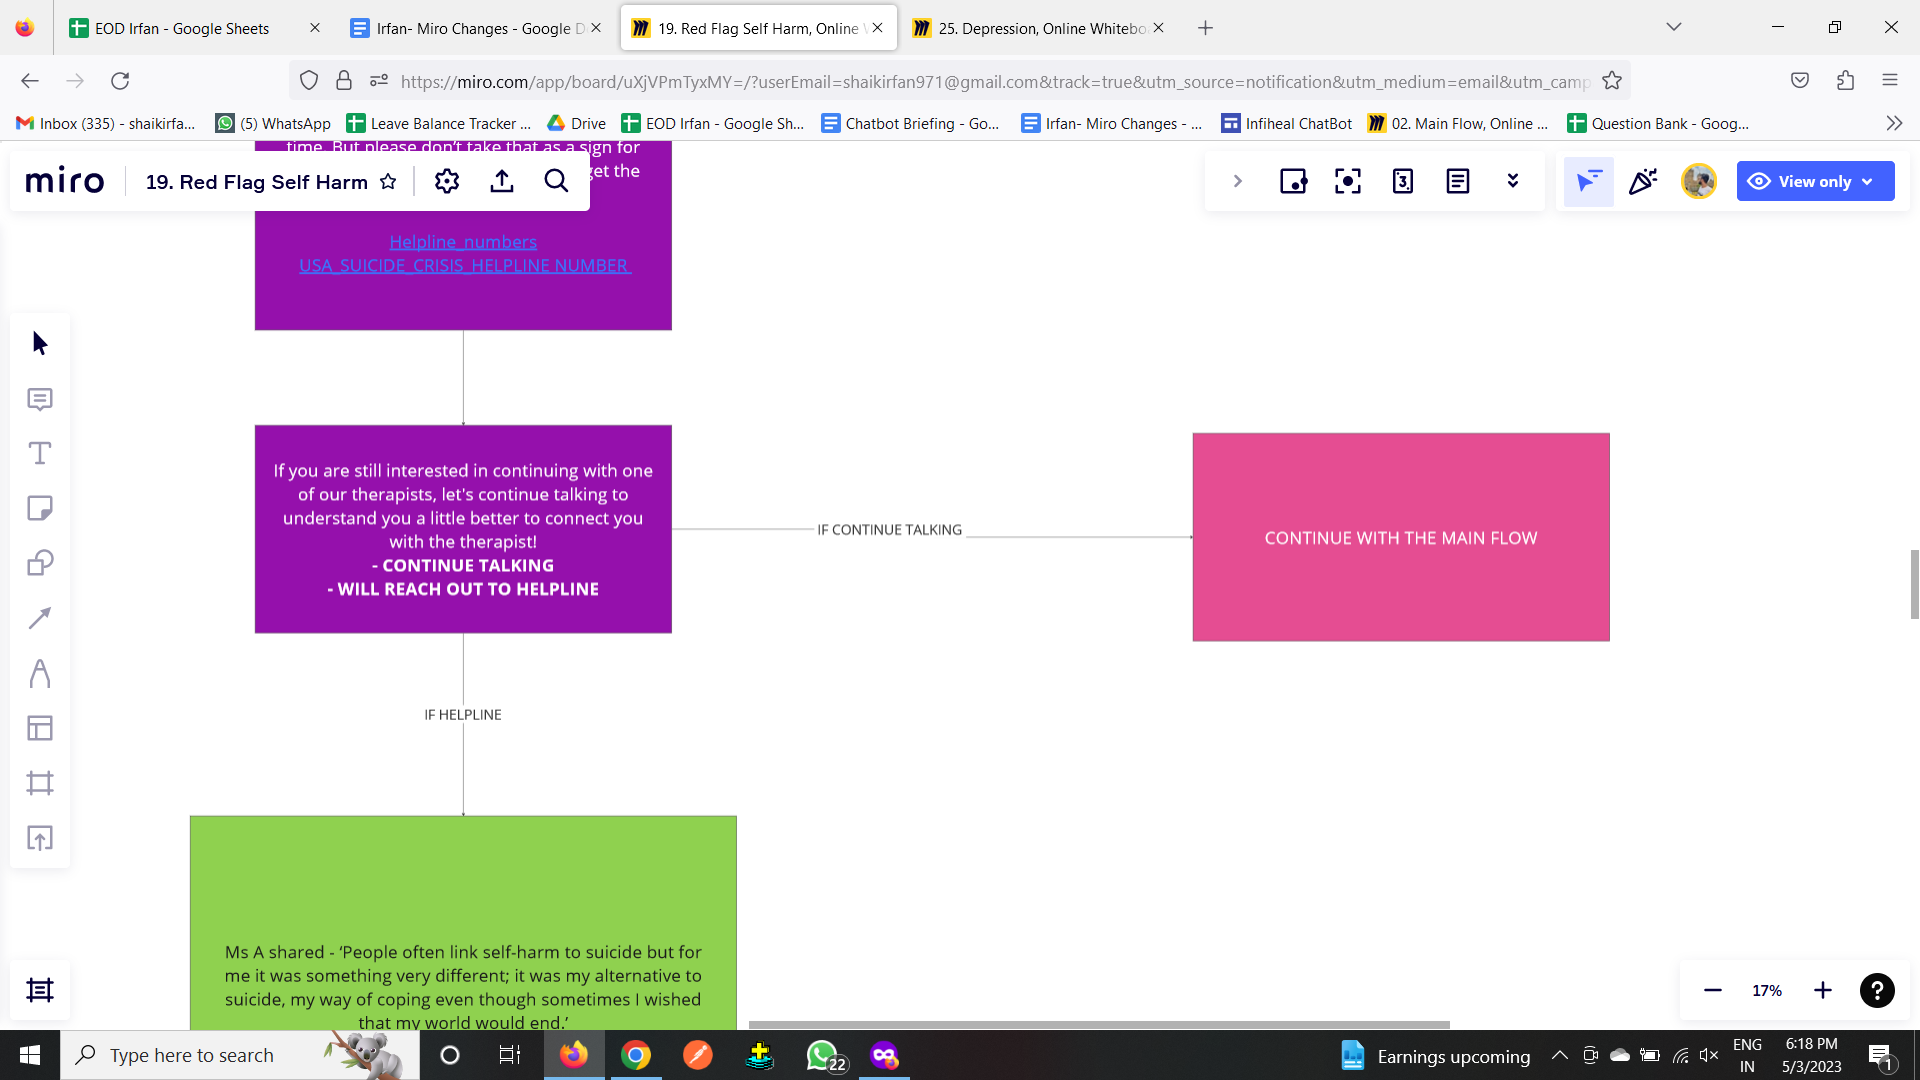 EOD Irfan - Google Sheets
Irfan- Miro Changes - Google D
19. Red Flag Self Harm, Online
25. Depression, Online Whitebo
https://miro.com/app/board/uXjVPmTyxMY=/?userEmail=shaikirfan971@gmail.com&track=true&utm_source=notification&utm_medium=email&utm_camp
Inbox (335) - shaikirfa...
(5) WhatsApp
Leave Balance Tracker ...
Drive
EOD Irfan - Google Sh...
Chatbot Briefing - Go...
Irfan- Miro Changes - ...
Infiheal ChatBot
02. Main Flow, Online ...
Question Bank - Goog...
time. But please don't take that as a sign for
get the
miro
19. Red Flag Self Harm
3
View only
Helpline_numbers
USA_SUICIDE_CRISIS_HELPLINE NUMBER
If you are still interested in continuing with one
of our therapists, let's continue talking to
understand you a little better to connect you
with the therapist!
- CONTINUE TALKING
- WILL REACH OUT TO HELPLINE
IF CONTINUE TALKING
CONTINUE WITH THE MAIN FLOW
IF HELPLINE
Ms A shared - ‘People often link self-harm to suicide but for
me it was something very different; it was my alternative to
suicide, my way of coping even though sometimes I wished
that my world would end.’
17%
?
Type here to search
22
Earnings upcoming
ENG
IN
6:18 PM
5/3/2023
1